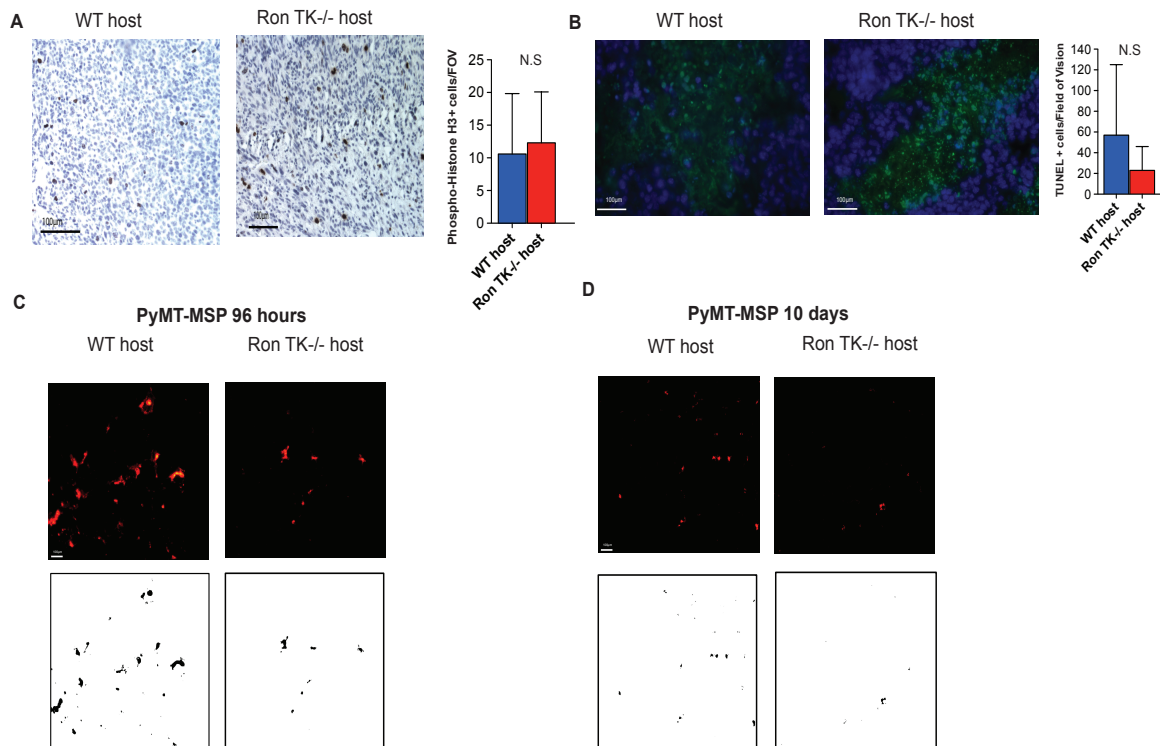 A
WT host
Ron TK-/- host
100µm
Phospho-Histone H3+ cells/FOV
N.S
25
20
15
10
5
0
WT host
Ron TK-/- host
B
WT host
Ron TK-/- host
100µm
100µm
TUNEL + cells/Field of Vision
N.S
140
120
100
80
60
40
20
0
WT host
Ron TK-/- host
C
PyMT-MSP 96 hours
WT host
Ron TK-/- host
D
PyMT-MSP 10 days
WT host
Ron TK-/- host